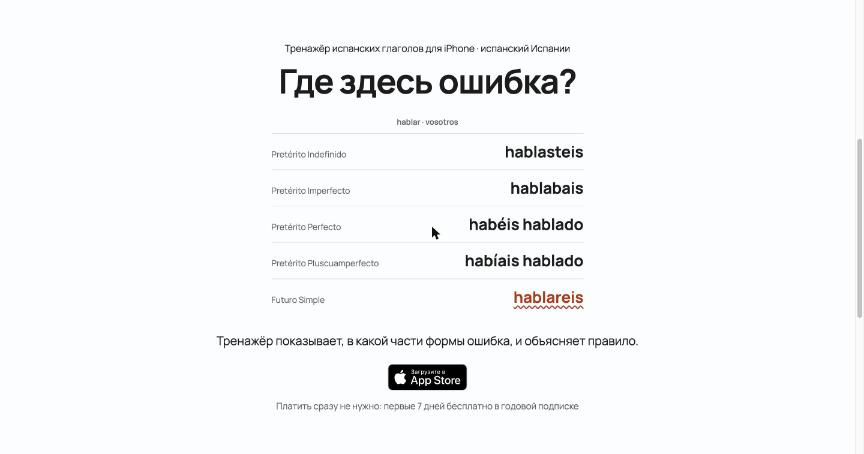 Тренажёр испанских глаголов для iPhone · испанский Испании
Где здесь ошибка?
hablar · vosotros
Pretérito Indefinido hablasteis
Pretérito Imperfecto hablabais
Pretérito Perfecto habéis hablado
Pretérito Pluscuamperfecto habíais hablado
Futuro Simple hablareis
Тренажёр показывает, в какой части формы ошибка, и объясняет правило.
Загрузите в
App Store
Платить сразу не нужно: первые 7 дней бесплатно в годовой подписке